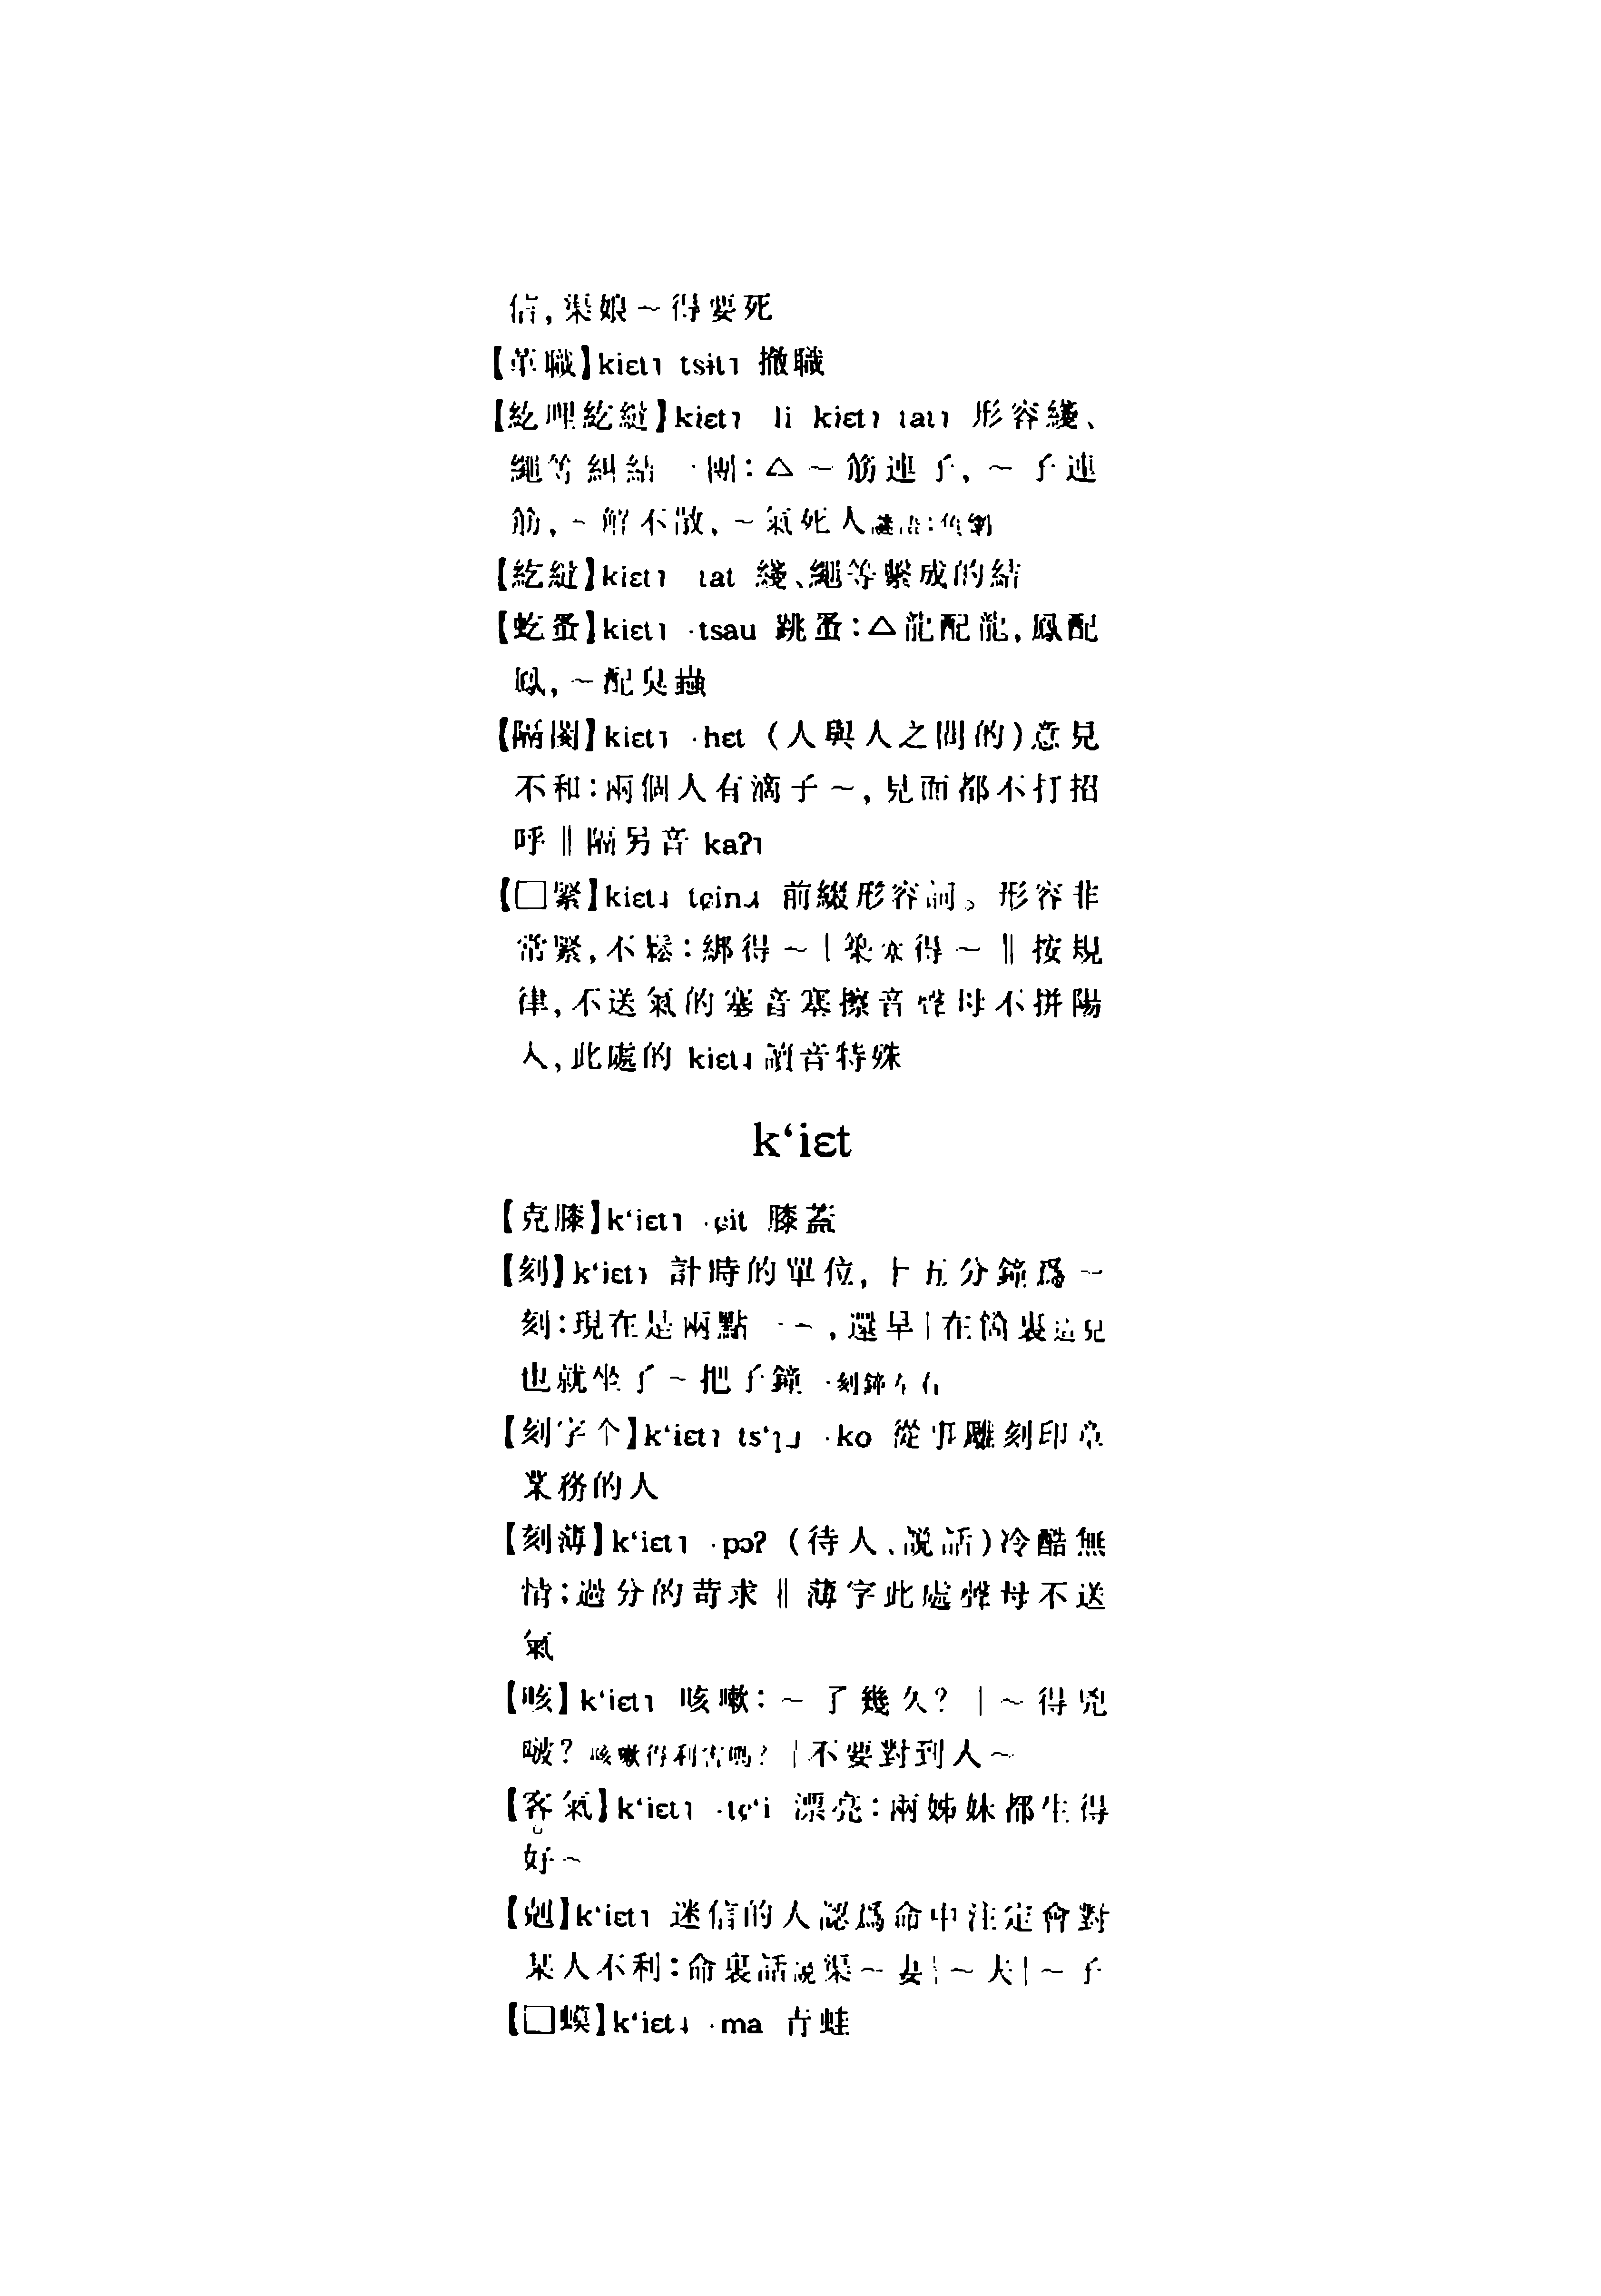 信,渠娘～得要死
【革職】kiɛt˥ tsɨt˥ 撤職
【紇哩紇縫】kiɛt˥ li kiɛt˥ tat˥ 形容綫、
繩等糾結一團:△～筋連子,～子連
筋,～解不散,～氣死人謎語:負劉
【紇縫】kiɛt˥ tat 綫、繩等繫成的結
【虼蚤】kiɛt˥ ·tsau 跳蚤:△龍配龍,鳳配
鳳,～配臭蟲
【隔閡】kiɛt˥ ·hɛt (人與人之間的)意見
不和:兩個人有滴子～,見面都不打招
呼‖隔另音 kaʔ˥
【□緊】kiɛt˩ tɕin˩˧ 前綴形容詞。形容非
常緊,不鬆:綁得～|築尔得～‖按規
律,不送氣的塞音塞擦音聲母不拼陽
入,此處的 kiɛt˩ 讀音特殊
k‘iɛt
【克膝】k‘iɛt˥ ·ɕit 膝蓋
【刻】k‘iɛt˥ 計時的單位,十五分鐘爲一
刻:現在是兩點一～,還早|在箇裏這兒
也就坐了～把子鐘一刻鐘左右
【刻字个】k‘iɛt˥ ts‘ɿ˩ ·ko 從事雕刻印章
業務的人
【刻薄】k‘iɛt˥ ·pɔʔ (待人、説話)冷酷無
情;過分的苛求‖薄字此處聲母不送
氣
【咳】k‘iɛt˥ 咳嗽:～了幾久?|～得兇
啵?咳嗽得利害嗎?|不要對到人～
【客氣】k‘iɛt˥ ·tɕ‘i 漂亮:兩姊妹都生得
好～
【剋】k‘iɛt˥ 迷信的人認爲命中注定會對
某人不利:命裏話説渠～妻|～夫|～子
【□蟆】k‘iɛt˩ ·ma 青蛙